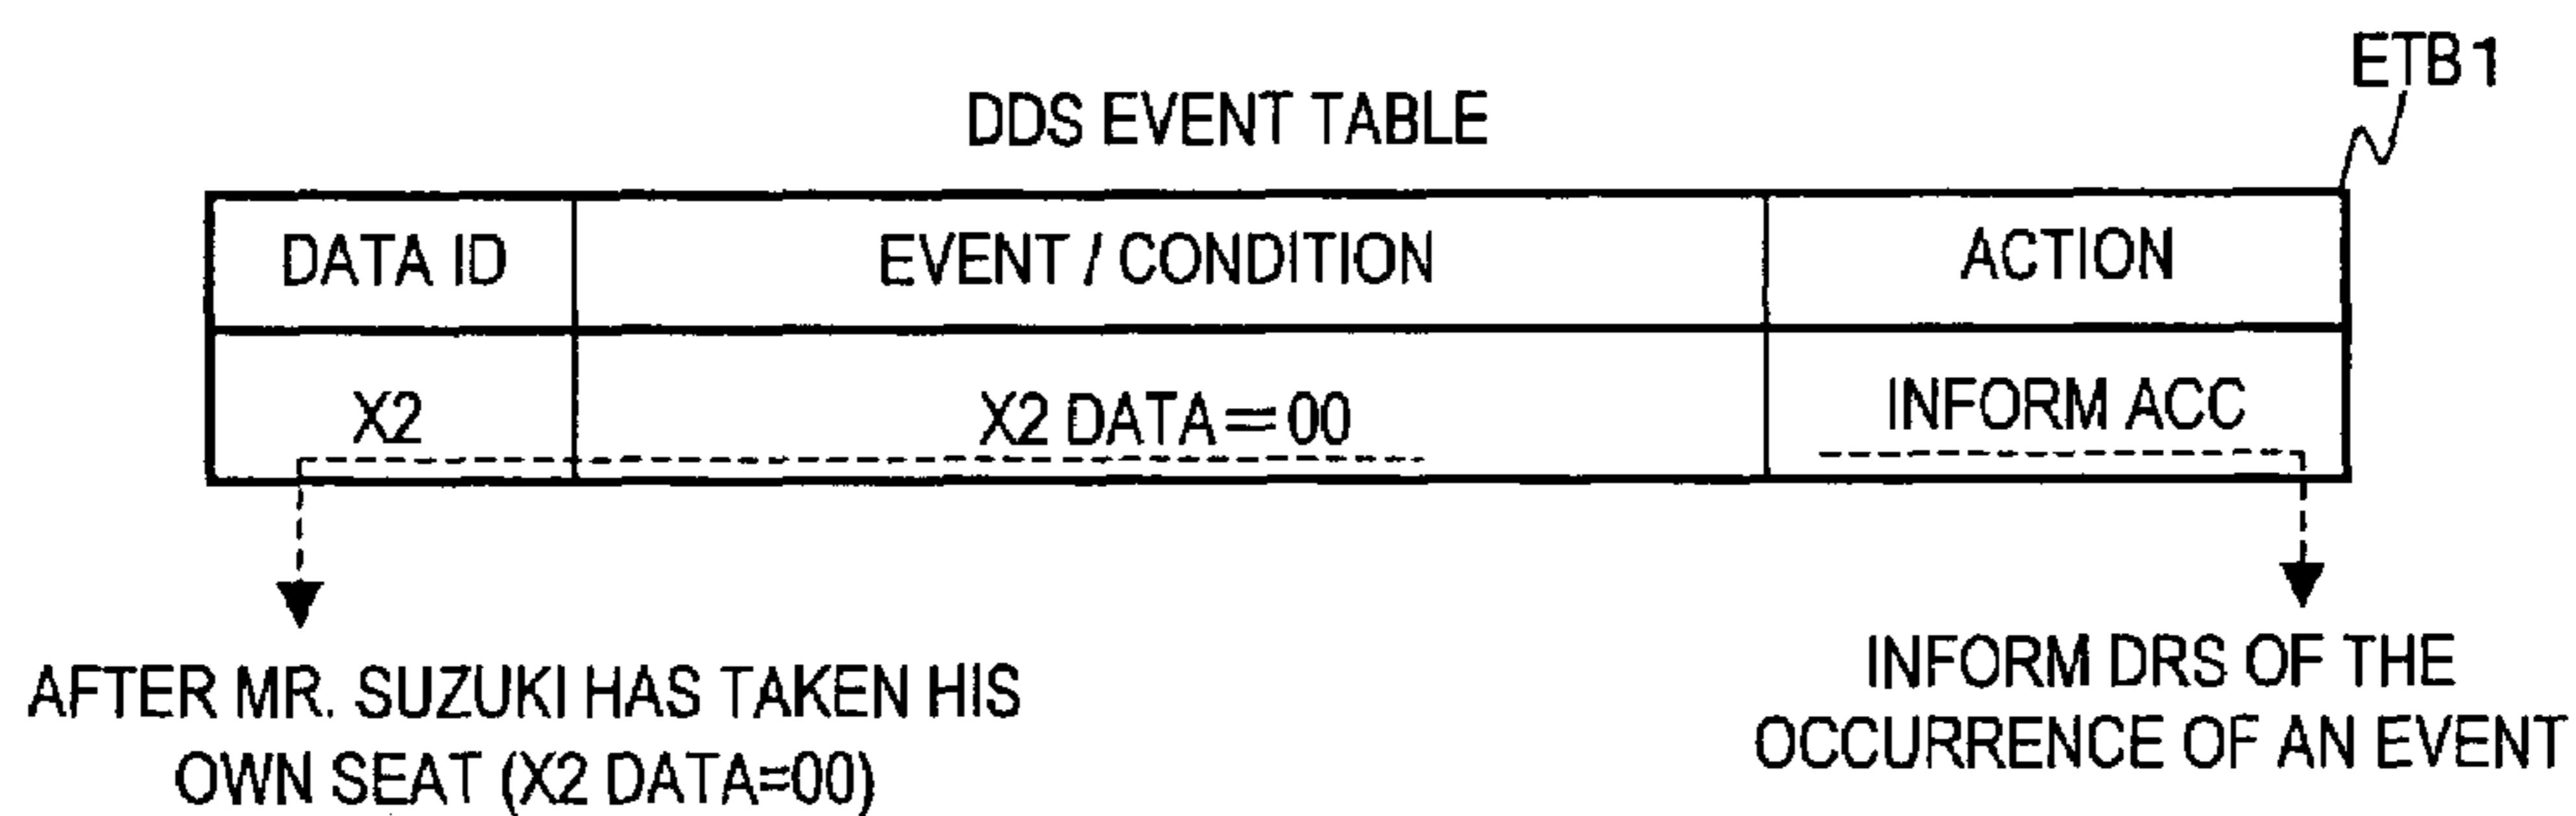 ETB1
DDS EVENT TABLE
DATA ID EVENT / CONDITION ACTION
X2 X2 DATA=00 INFORM ACC
AFTER MR. SUZUKI HAS TAKEN HIS
OWN SEAT (X2 DATA=00)
INFORM DRS OF THE
OCCURRENCE OF AN EVENT